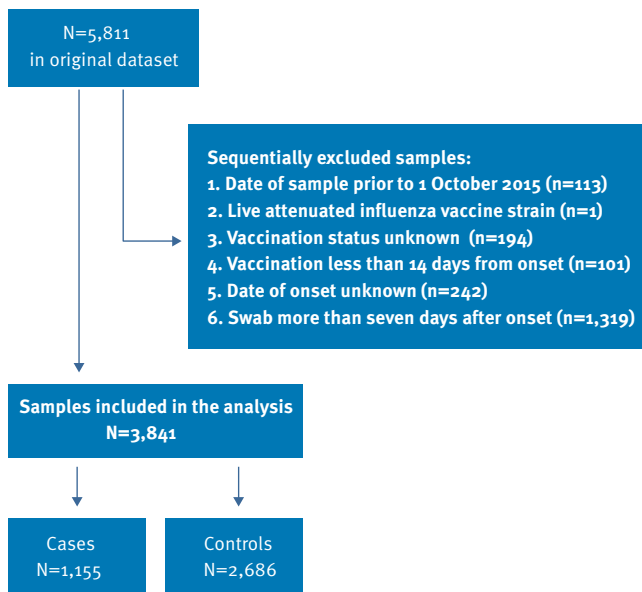 N=5,811
in original dataset
Sequentially excluded samples:
1. Date of sample prior to 1 October 2015 (n=113)
2. Live attenuated influenza vaccine strain (n=1)
3. Vaccination status unknown (n=194)
4. Vaccination less than 14 days from onset (n=101)
5. Date of onset unknown (n=242)
6. Swab more than seven days after onset (n=1,319)
Samples included in the analysis
N=3,841
Cases
N=1,155
Controls
N=2,686